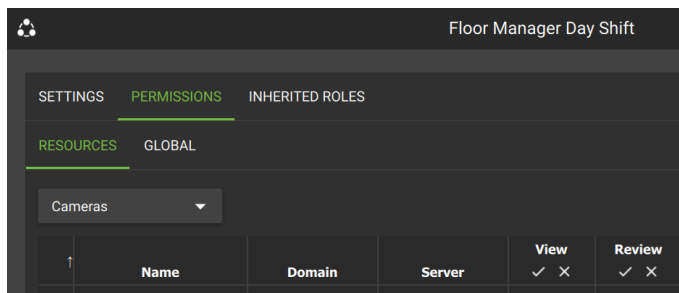 Floor Manager Day Shift
SETTINGS PERMISSIONS INHERITED ROLES
RESOURCES GLOBAL
Cameras
View Review
↑ Name Domain Server ✓ ✕ ✓ ✕